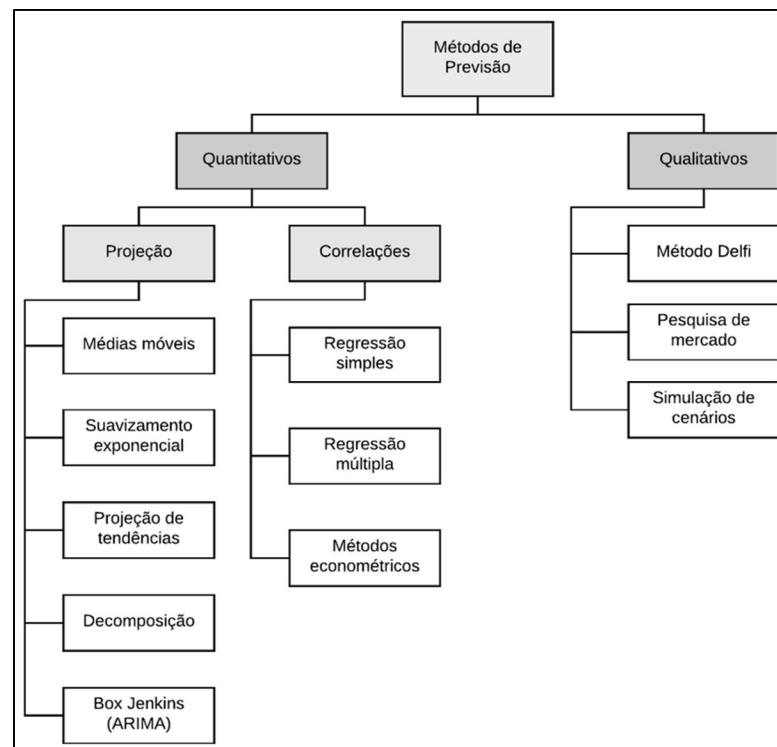 Métodos de
Previsão
Quantitativos
Qualitativos
Projeção
Correlações
Médias móveis
Suavizamento
exponencial
Projeção de
tendências
Decomposição
Box Jenkins
(ARIMA)
Regressão
simples
Regressão
múltipla
Métodos
econométricos
Método Delfi
Pesquisa de
mercado
Simulação de
cenários